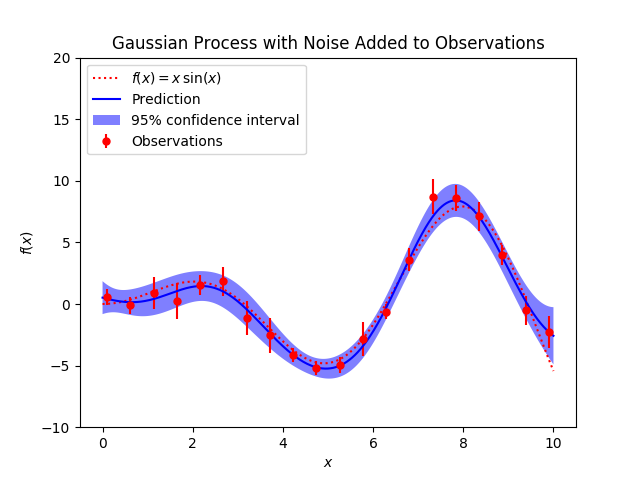 Gaussian Process with Noise Added to Observations
f(x) = x sin(x)
Prediction
95% confidence interval
Observations
20
15
10
5
0
−5
−10
f(x)
0 2 4 6 8 10
x